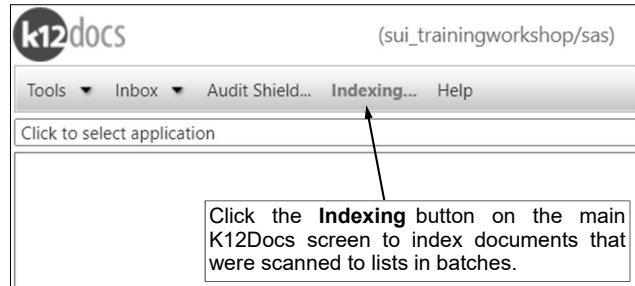 k12docs
(sui_trainingworkshop/sas)
Tools Inbox Audit Shield... Indexing... Help
Click to select application
Click the Indexing button on the main
K12Docs screen to index documents that
were scanned to lists in batches.